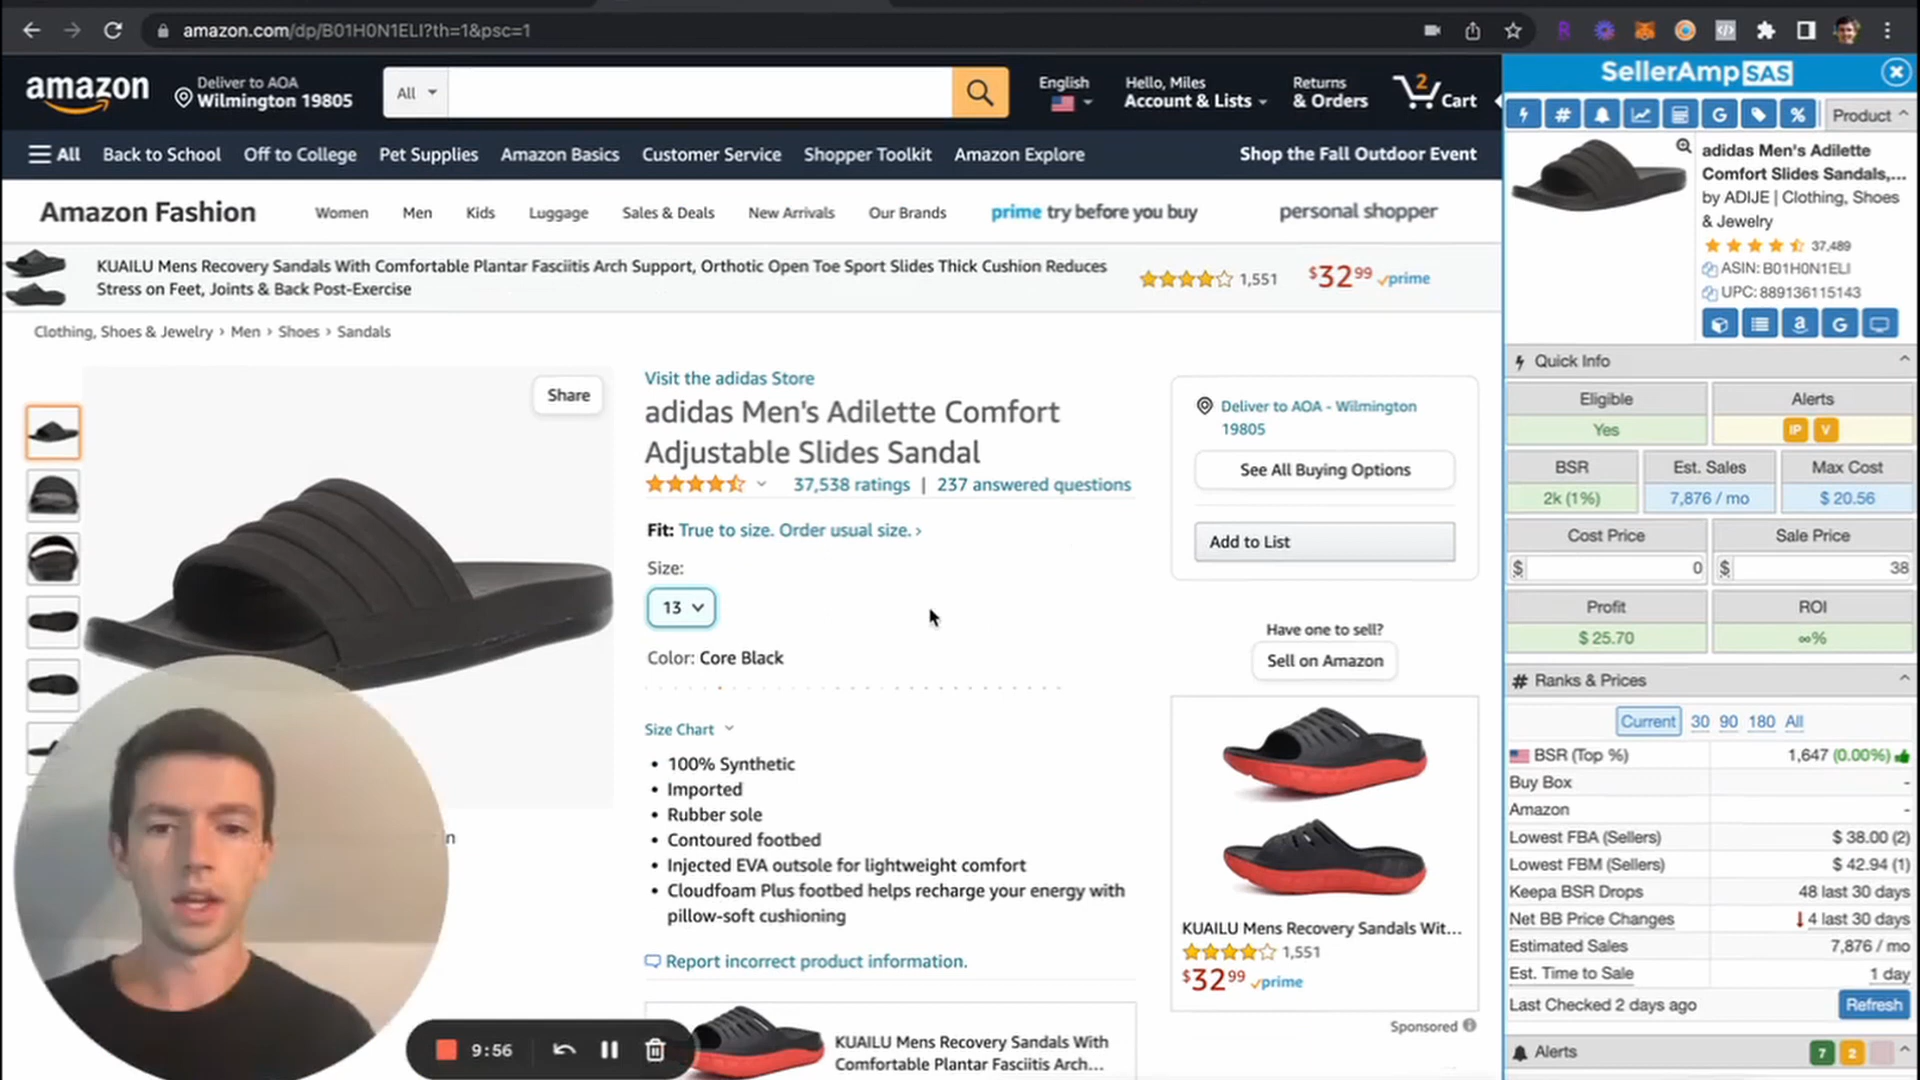 amazon.com/dp/B01H0N1ELI?th=1&psc=1
amazon
Deliver to AOA
Wilmington 19805
All
English
Hello, Miles
Account & Lists
Returns
& Orders
2
Cart
All
Back to School
Off to College
Pet Supplies
Amazon Basics
Customer Service
Shopper Toolkit
Amazon Explore
Shop the Fall Outdoor Event
Amazon Fashion
Women
Men
Kids
Luggage
Sales & Deals
New Arrivals
Our Brands
prime try before you buy
personal shopper
KUAILU Mens Recovery Sandals With Comfortable Plantar Fasciitis Arch Support, Orthotic Open Toe Sport Slides Thick Cushion Reduces
Stress on Feet, Joints & Back Post-Exercise
1,551
$32 99 prime
Clothing, Shoes & Jewelry › Men › Shoes › Sandals
Share
Visit the adidas Store
adidas Men's Adilette Comfort
Adjustable Slides Sandal
37,538 ratings | 237 answered questions
Fit: True to size. Order usual size. ›
Size:
13
Color: Core Black
Size Chart
• 100% Synthetic
• Imported
• Rubber sole
• Contoured footbed
• Injected EVA outsole for lightweight comfort
• Cloudfoam Plus footbed helps recharge your energy with
pillow-soft cushioning
Report incorrect product information.
KUAILU Mens Recovery Sandals With
Comfortable Plantar Fasciitis Arch...
in
9:56
Deliver to AOA - Wilmington
19805
See All Buying Options
Add to List
Have one to sell?
Sell on Amazon
KUAILU Mens Recovery Sandals Wit...
1,551
$32 99 prime
Sponsored
SellerAmp SAS
Product
adidas Men's Adilette
Comfort Slides Sandals,...
by ADIJE | Clothing, Shoes
& Jewelry
37,489
ASIN: B01H0N1ELI
UPC: 889136115143
Quick Info
Eligible
Alerts
Yes
IP
V
BSR
Est. Sales
Max Cost
2k (1%)
7,876 / mo
$ 20.56
Cost Price
Sale Price
$ 0
$ 38
Profit
ROI
$ 25.70
∞%
# Ranks & Prices
Current 30 90 180 All
BSR (Top %) 1,647 (0.00%)
Buy Box -
Amazon -
Lowest FBA (Sellers) $ 38.00 (2)
Lowest FBM (Sellers) $ 42.94 (1)
Keepa BSR Drops 48 last 30 days
Net BB Price Changes 4 last 30 days
Estimated Sales 7,876 / mo
Est. Time to Sale 1 day
Last Checked 2 days ago Refresh
Alerts
7
2